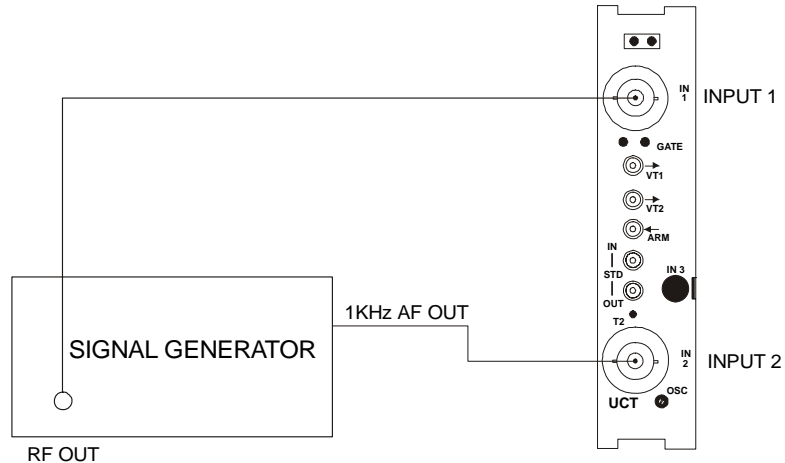 IN
1
INPUT 1
GATE
VT1
VT2
ARM
IN
STD
IN 3
OUT
1KHz AF OUT
T2
SIGNAL GENERATOR
IN
2
INPUT 2
OSC
UCT
RF OUT